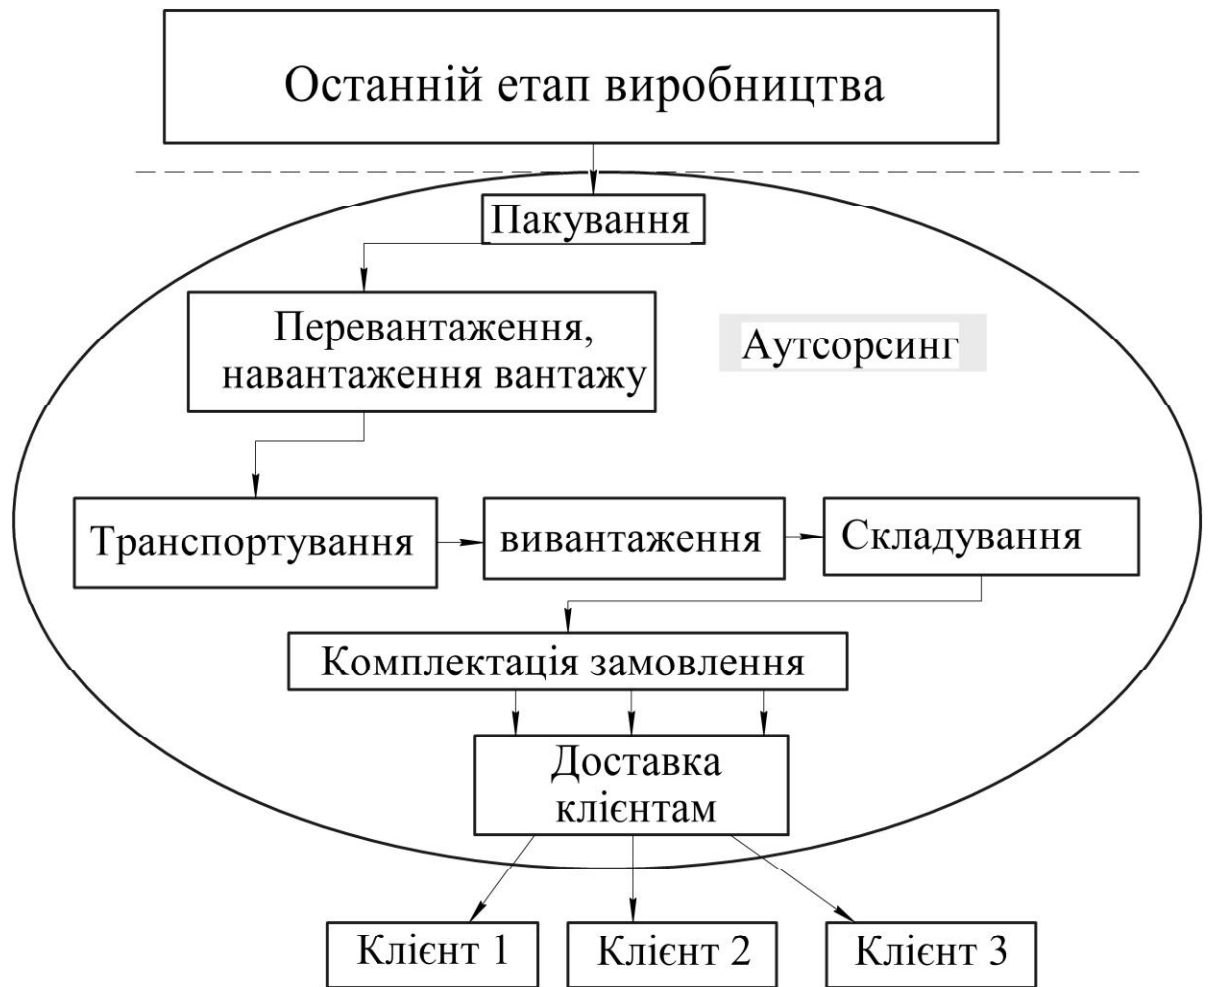 Останній етап виробництва
Пакування
Перевантаження,
навантаження вантажу
Аутсорсинг
Транспортування
вивантаження
Складування
Комплектація замовлення
Доставка
клієнтам
Клієнт 1
Клієнт 2
Клієнт 3